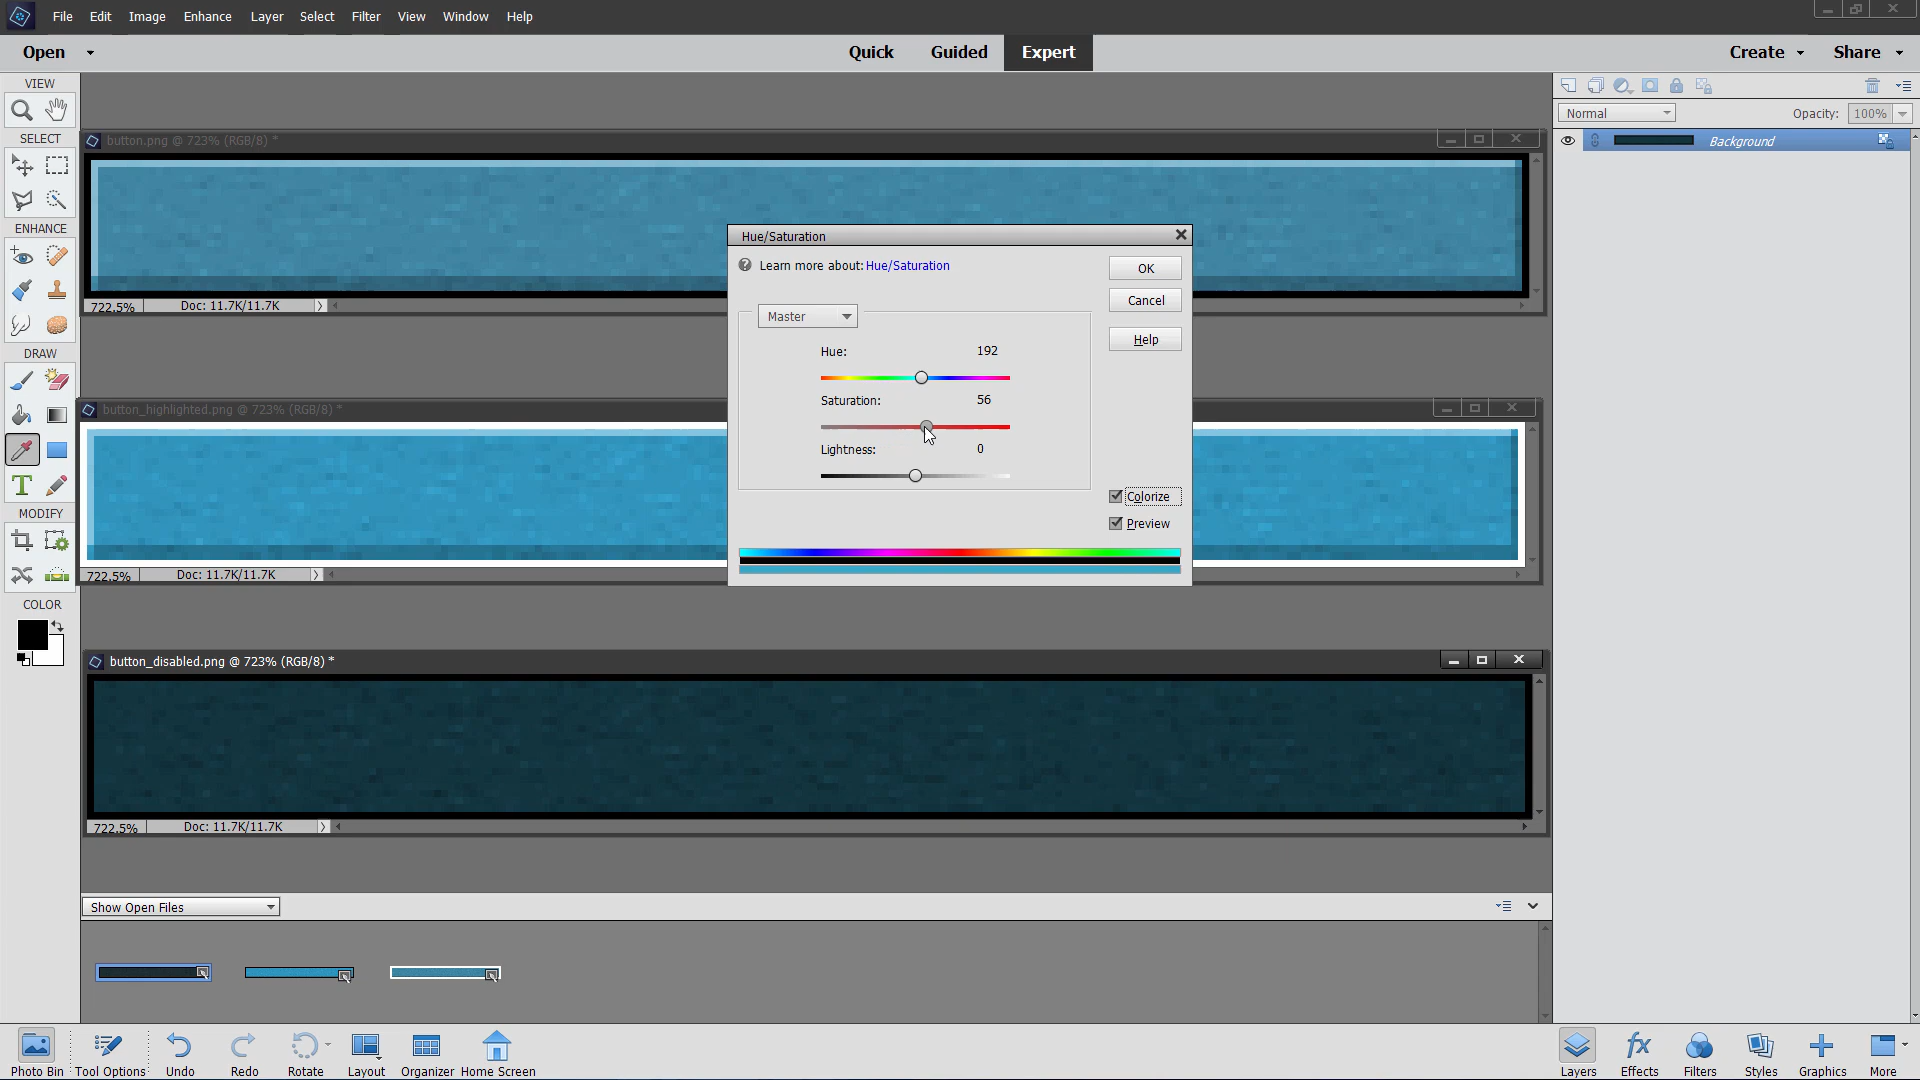 File Edit Image Enhance Layer Select Filter View Window Help
Open Quick Guided Expert Create Share
VIEW
SELECT
ENHANCE
DRAW
MODIFY
COLOR
button.png @ 723% (RGB/8) *
722.5% Doc: 11.7K/11.7K
button_highlighted.png @ 723% (RGB/8) *
722.5% Doc: 11.7K/11.7K
button_disabled.png @ 723% (RGB/8) *
722.5% Doc: 11.7K/11.7K
Hue/Saturation
Learn more about: Hue/Saturation
OK
Cancel
Help
Master
Hue: 192
Saturation: 56
Lightness: 0
Colorize
Preview
Normal Opacity: 100%
Background
Show Open Files
Photo Bin Tool Options Undo Redo Rotate Layout Organizer Home Screen
Layers Effects Filters Styles Graphics More